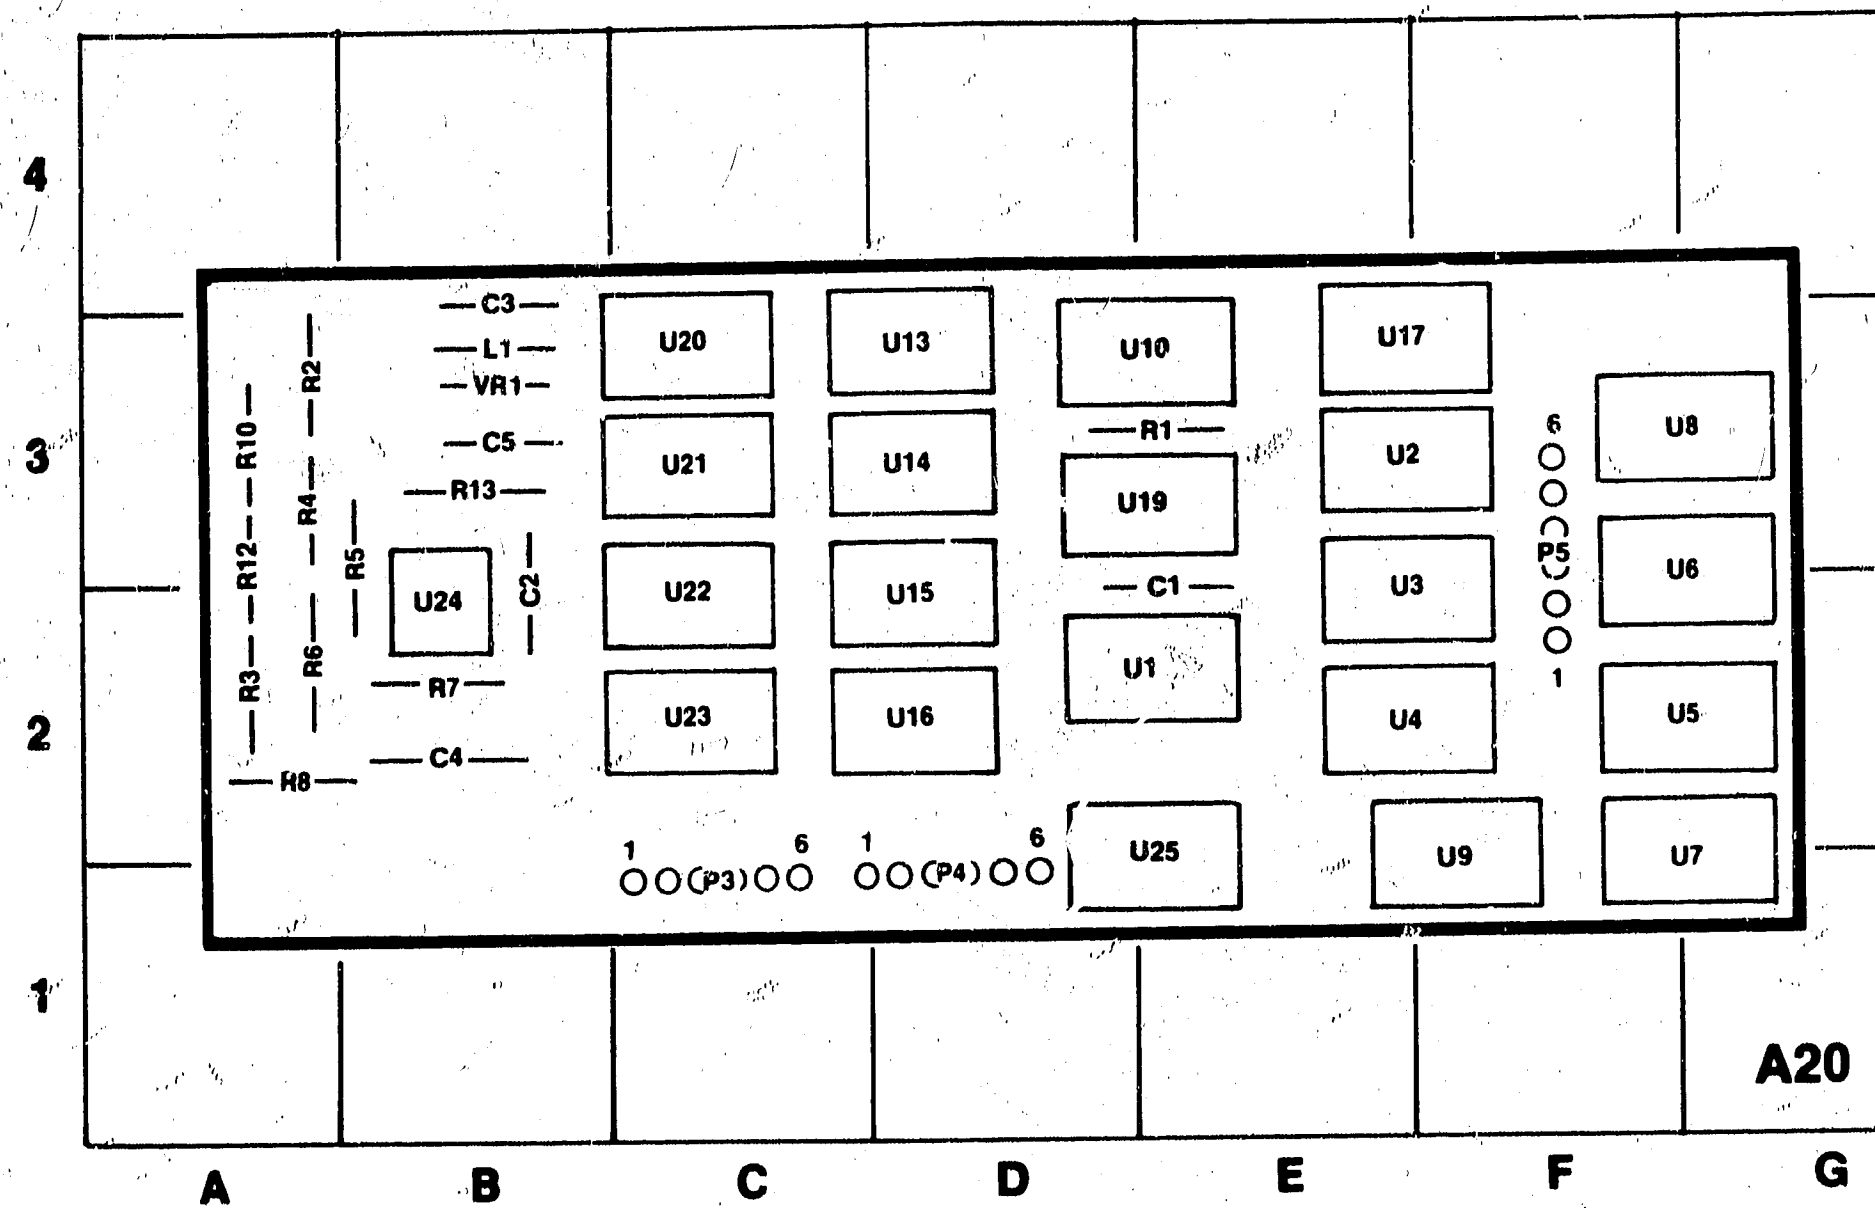 4
C3
U20 U13 U10 U17
L1
R2 VR1
R10 C5 U21 U14 R1 U2 6 U8
3
R4 R13 U19
R12 R5 U24 C2 U22 U15 C1 U3 P5 U6
R3 R6 R7 U1 1
2
U23 U16 U4 U5
C4
R8
1 6 1 6
(P3) (P4) U25 U9 U7
1
A20
A B C D E F G